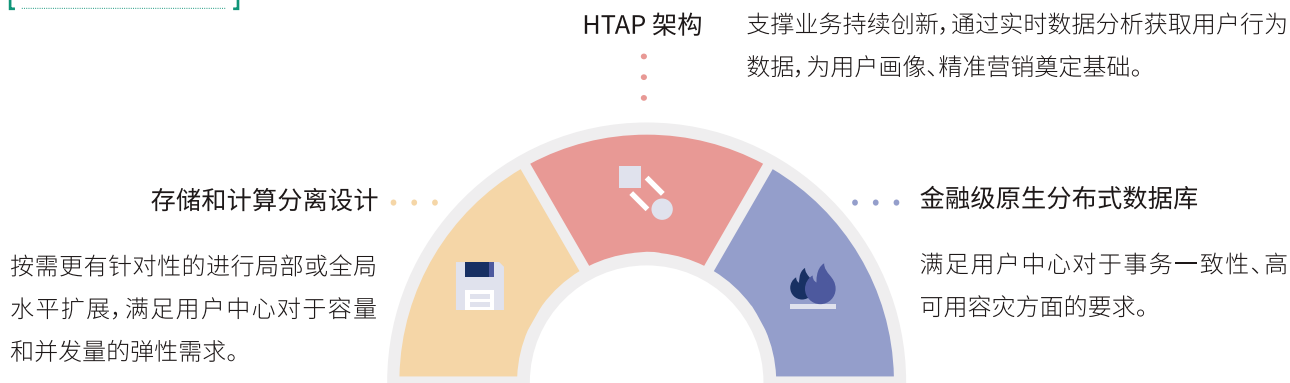 HTAP 架构
支撑业务持续创新，通过实时数据分析获取用户行为
数据，为用户画像、精准营销奠定基础。
存储和计算分离设计
按需更有针对性的进行局部或全局
水平扩展，满足用户中心对于容量
和并发量的弹性需求。
金融级原生分布式数据库
满足用户中心对于事务一致性、高
可用容灾方面的要求。